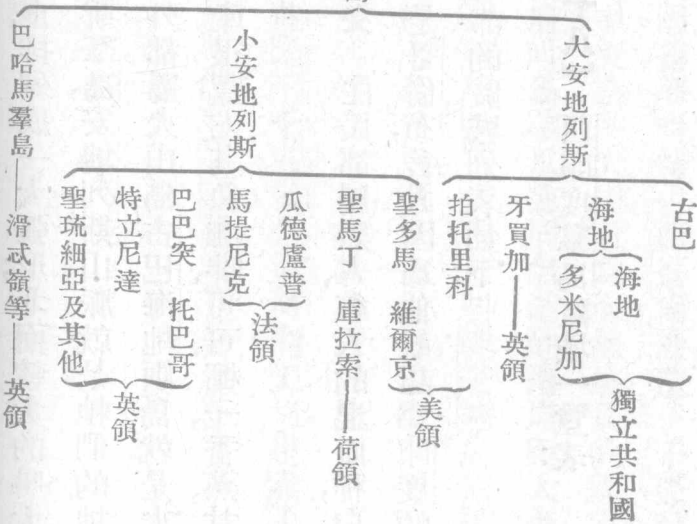 大安地列斯
古巴
海地
海地
多米尼加
獨立共和國
牙買加——英領
拍托里科
小安地列斯
聖多馬　維爾京
美領
聖馬丁　庫拉索——荷領
瓜德盧普
馬提尼克
法領
巴巴突　托巴哥
特立尼達
聖琉細亞及其他
英領
巴哈馬羣島——滑忒嶺等——英領